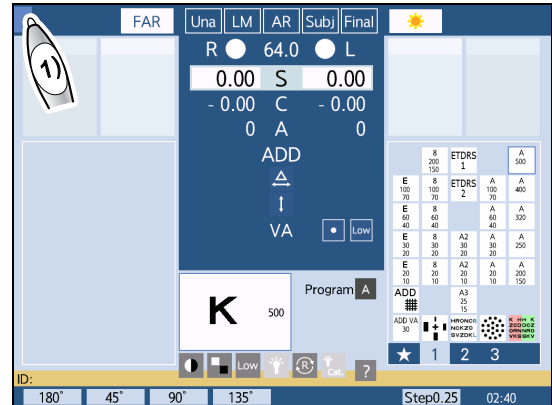 FAR Una LM AR Subj Final
1)
R 64.0 L
0.00 S 0.00
- 0.00 C - 0.00
0 A 0
ADD
VA Low
8 200 150 ETDRS 1 A 500
E 100 70 8 100 70 ETDRS 2 A 100 70 A 400
E 60 40 8 60 40 A 60 40 A 320
E 30 20 8 30 20 A2 30 20 A 30 20 A 250
E 20 10 8 20 10 A2 20 10 A 20 10 A 200 150
ADD A3 25 15
ADD VA 30 HRONCS NOKZO SVZDKL K HH K ZOOOOZ ORNNRO VKSSKV
★ 1 2 3
K 500
Program A
Low R Cat. ?
ID:
180° 45° 90° 135° Step0.25 02:40